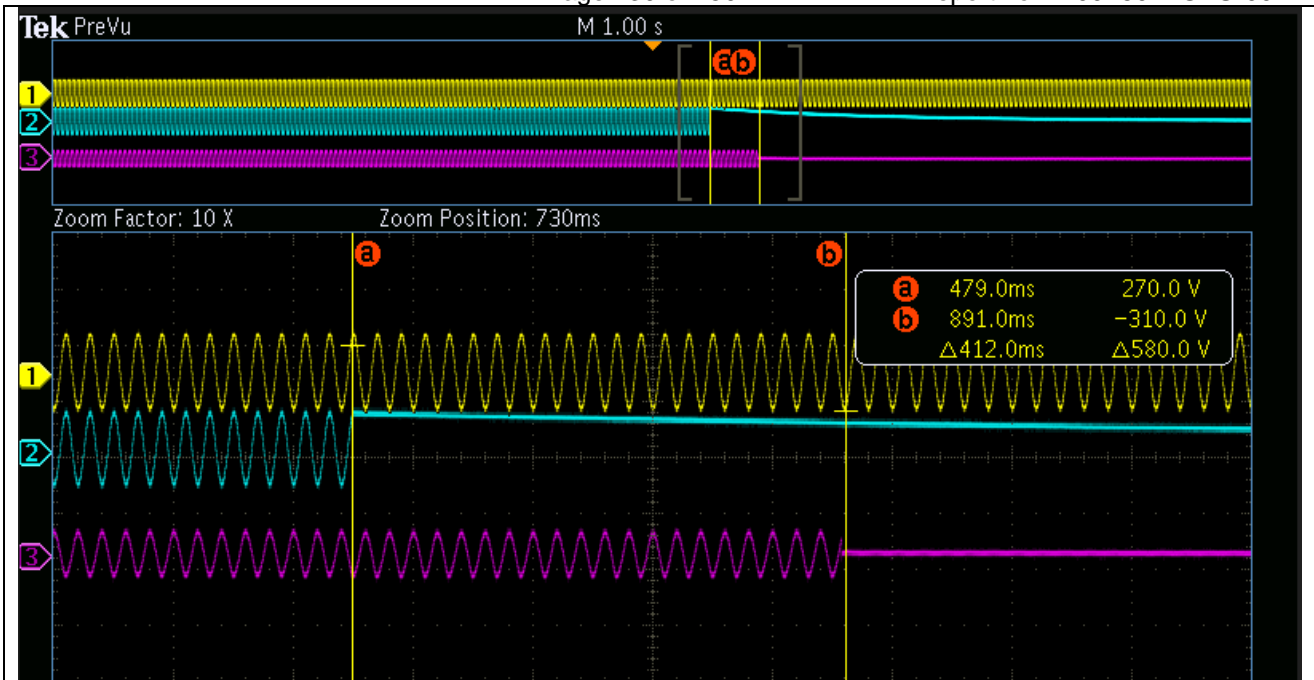 Tek PreVu M 1.00 s
a b
1
2
3
Zoom Factor: 10 X Zoom Position: 730ms
a b
a 479.0ms 270.0 V
b 891.0ms −310.0 V
Δ412.0ms Δ580.0 V
1
2
3